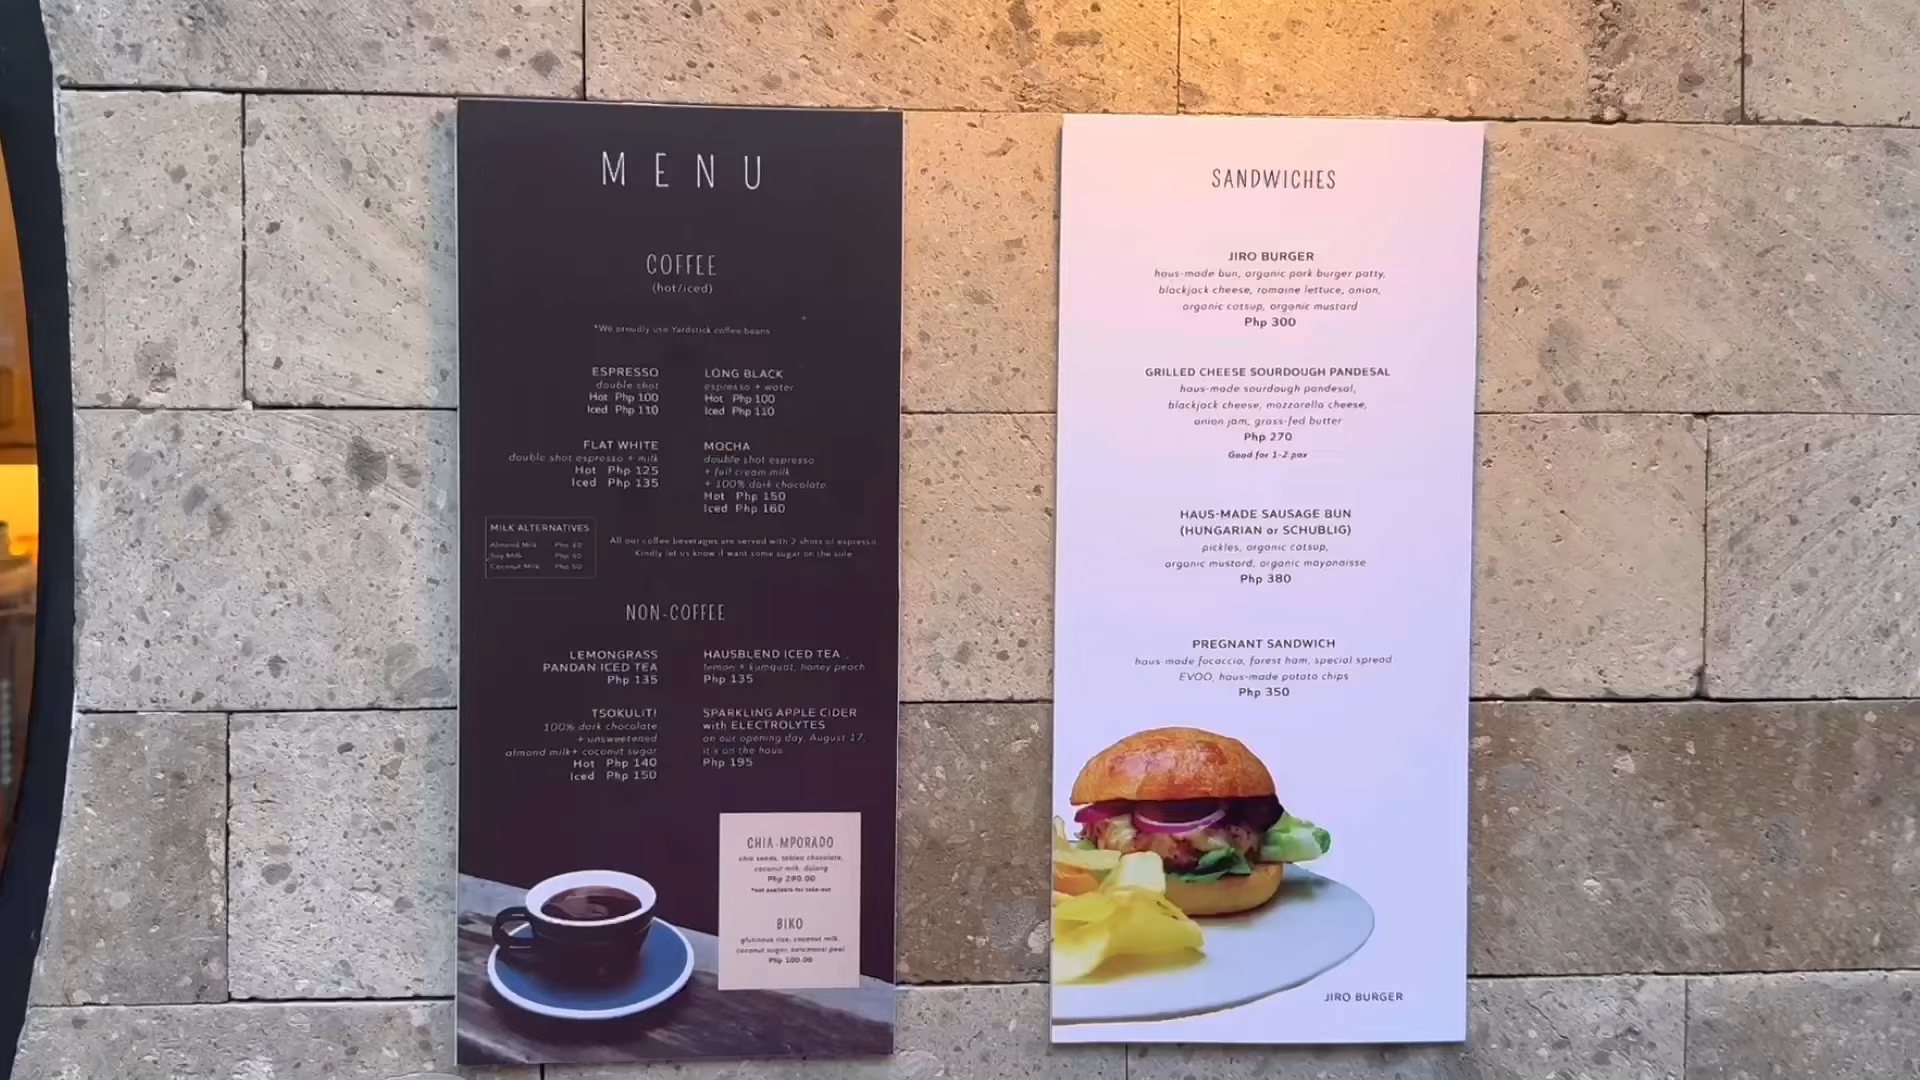 MENU
COFFEE
(hot/iced)
*We proudly use Yardstick coffee beans
ESPRESSO
double shot
Hot Php 100
Iced Php 110
LONG BLACK
espresso + water
Hot Php 100
Iced Php 110
FLAT WHITE
double shot espresso + milk
Hot Php 125
Iced Php 135
MOCHA
double shot espresso
+ full cream milk
+ 100% dark chocolate
Hot Php 150
Iced Php 160
MILK ALTERNATIVES
Almond Milk Php
Soy Milk Php
Coconut Milk Php
All our coffee beverages are served with 2 shots of espresso
Kindly let us know if want some sugar on the side
NON-COFFEE
LEMONGRASS
PANDAN ICED TEA
Php 135
HAUSBLEND ICED TEA
lemon + kumquat, honey peach
Php 135
TSOKULIT!
100% dark chocolate
+ unsweetened
almond milk+ coconut sugar
Hot Php 140
Iced Php 150
SPARKLING APPLE CIDER
with ELECTROLYTES
on our opening day, August 17,
it's on the haus
Php 195
CHIA-MPORADO
chia seeds, tablea chocolate,
coconut milk, dulong
Php
*not available for take-out
BIKO
glutinous rice, coconut milk,
coconut sugar, calamansi peel
Php 100.00
SANDWICHES
JIRO BURGER
haus-made bun, organic pork burger patty,
blackjack cheese, romaine lettuce, onion,
organic catsup, organic mustard
Php 300
GRILLED CHEESE SOURDOUGH PANDESAL
haus-made sourdough pandesal,
blackjack cheese, mozzarella cheese,
onion jam, grass-fed butter
Php 270
Good for 1-2 pax
HAUS-MADE SAUSAGE BUN
(HUNGARIAN or SCHUBLIG)
pickles, organic catsup,
organic mustard, organic mayonaisse
Php 380
PREGNANT SANDWICH
haus-made focaccia, forest ham, special spread
EVOO, haus-made potato chips
Php 350
JIRO BURGER